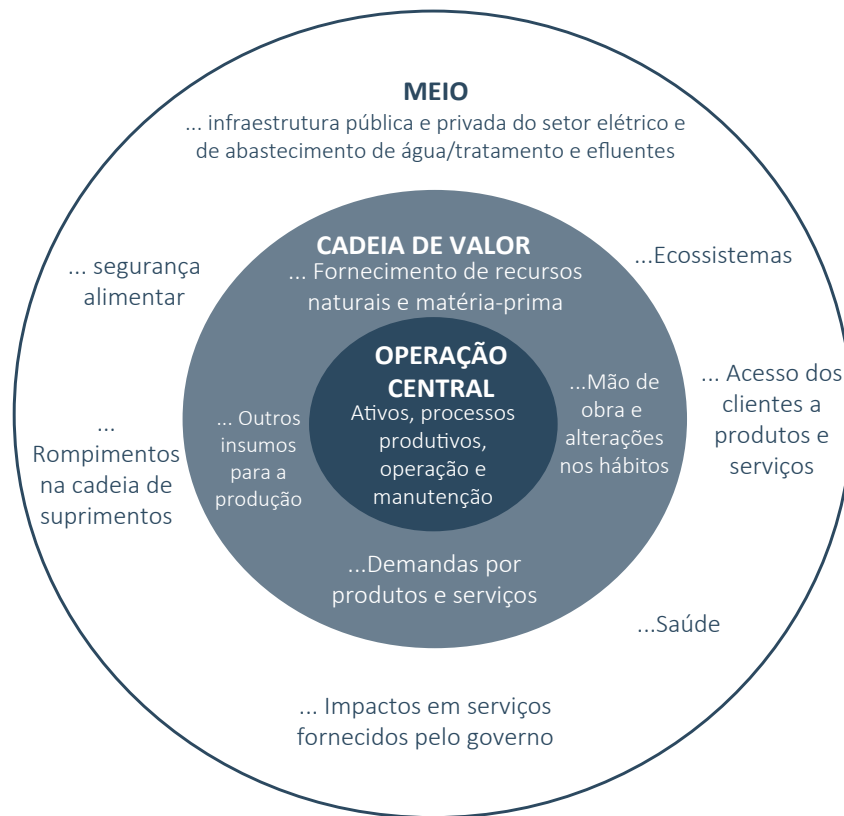 MEIO
... infraestrutura pública e privada do setor elétrico e
de abastecimento de água/tratamento e efluentes
CADEIA DE VALOR
... Fornecimento de recursos
naturais e matéria-prima
... segurança
alimentar
...Ecossistemas
OPERAÇÃO
CENTRAL
Ativos, processos
produtivos,
operação e
manutenção
...
Rompimentos
na cadeia de
suprimentos
... Outros
insumos
para a
produção
...Mão de
obra e
alterações
nos hábitos
... Acesso dos
clientes a
produtos e
serviços
...Demandas por
produtos e serviços
...Saúde
... Impactos em serviços
fornecidos pelo governo